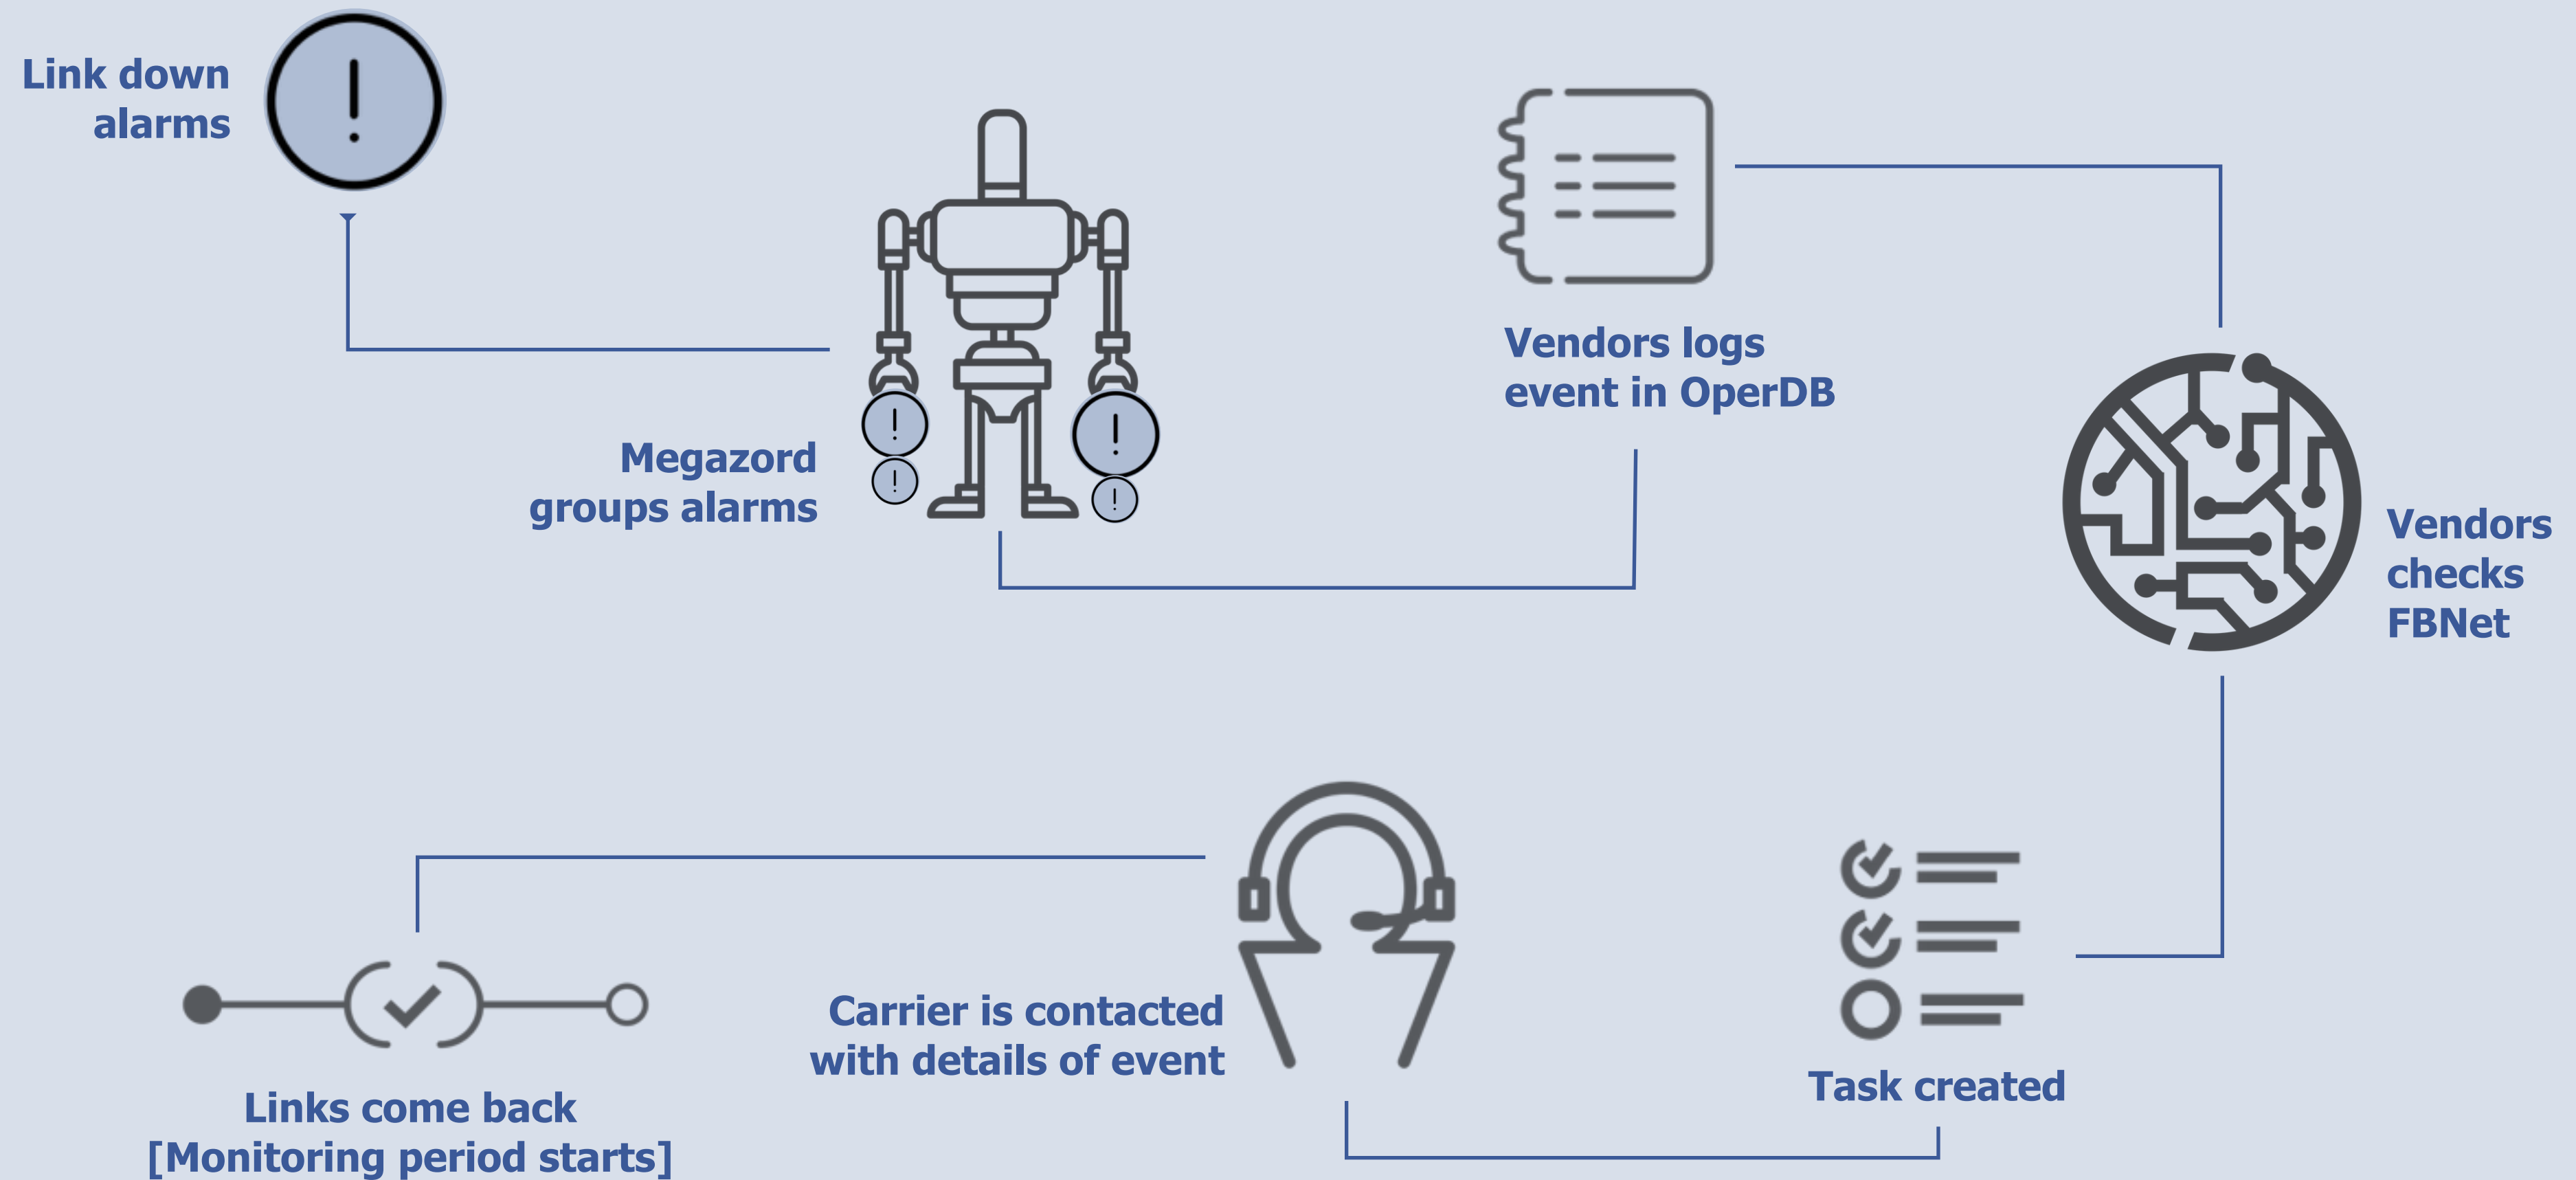 Link down
alarms
Megazord
groups alarms
Vendors logs
event in OperDB
Vendors
checks
FBNet
Task created
Carrier is contacted
with details of event
Links come back
[Monitoring period starts]